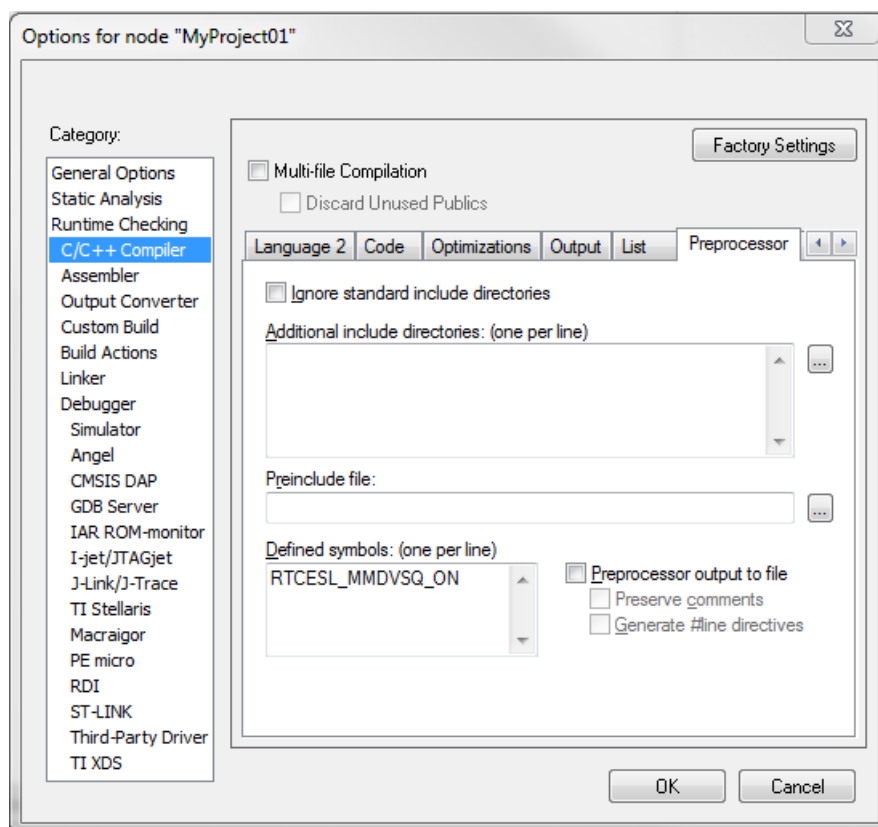 Options for node "MyProject01"
Category:
General Options
Static Analysis
Runtime Checking
C/C++ Compiler
Assembler
Output Converter
Custom Build
Build Actions
Linker
Debugger
Simulator
Angel
CMSIS DAP
GDB Server
IAR ROM-monitor
I-jet/JTAGjet
J-Link/J-Trace
TI Stellaris
Macraigor
PE micro
RDI
ST-LINK
Third-Party Driver
TI XDS
Factory Settings
Multi-file Compilation
Discard Unused Publics
Language 2 Code Optimizations Output List Preprocessor
Ignore standard include directories
Additional include directories: (one per line)
...
Preinclude file:
...
Defined symbols: (one per line)
RTCESL_MMDVSQ_ON
Preprocessor output to file
Preserve comments
Generate #line directives
OK Cancel